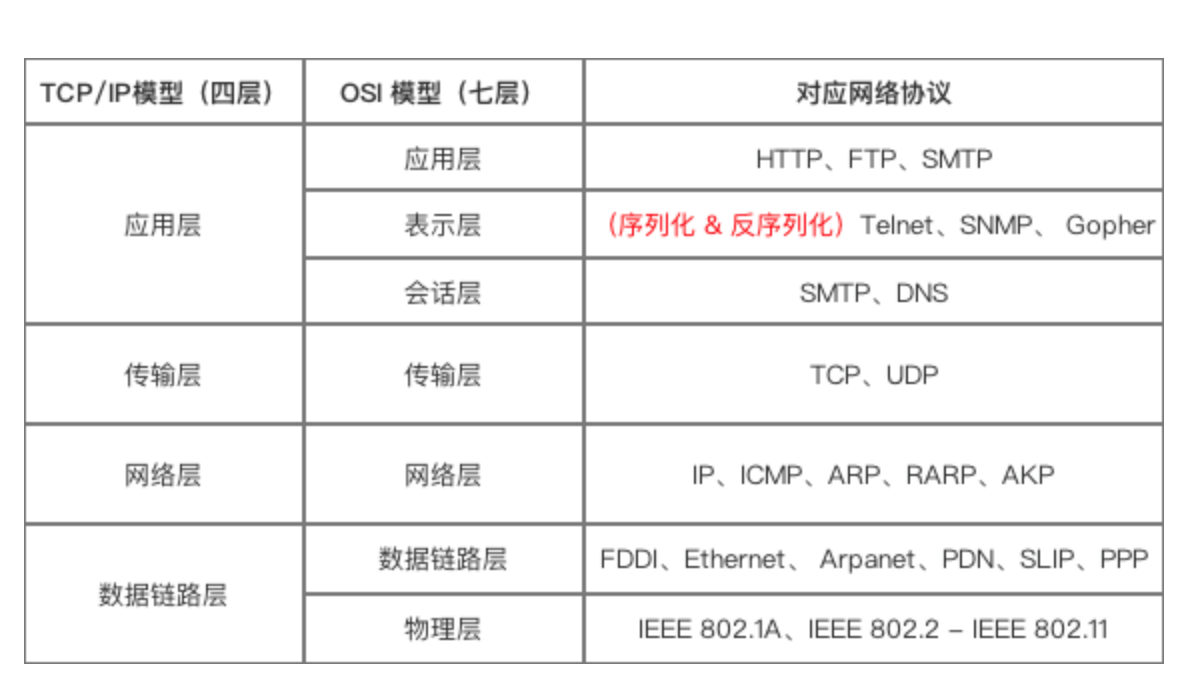 TCP/IP模型（四层） OSI 模型（七层） 对应网络协议
应用层 HTTP、FTP、SMTP
应用层 表示层 （序列化 & 反序列化）Telnet、SNMP、 Gopher
会话层 SMTP、DNS
传输层 传输层 TCP、UDP
网络层 网络层 IP、ICMP、ARP、RARP、AKP
数据链路层 FDDI、Ethernet、 Arpanet、PDN、SLIP、PPP
数据链路层
物理层 IEEE 802.1A、IEEE 802.2 – IEEE 802.11